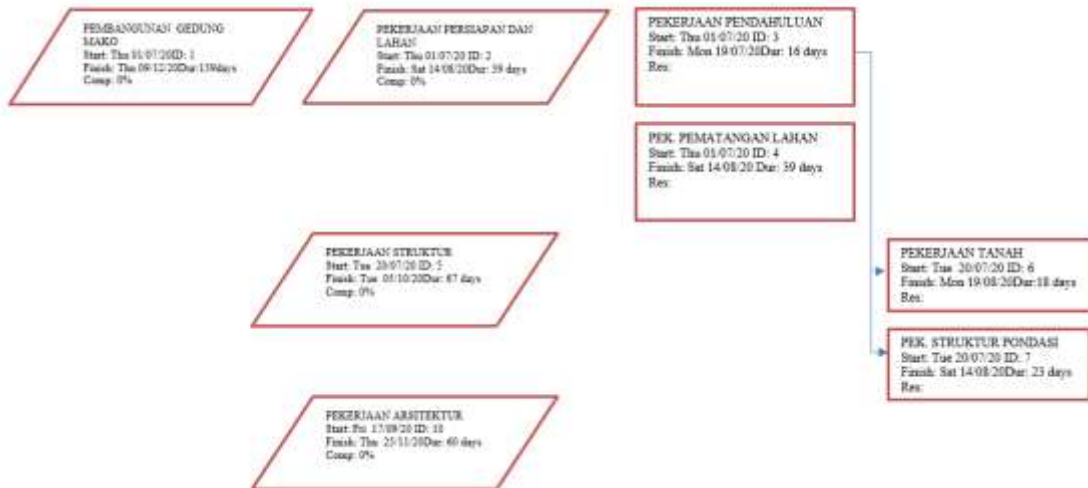 PEMBANGUNAN GEDUNG
MAKO
Start: Thu 01/07/20ID: 1
Finish: Thu 09/12/20Dur:139days
Comp: 0%
PEKERJAAN PERSIAPAN DAN
LAHAN
Start: Thu 01/07/20 ID: 2
Finish: Sat 14/08/20 Dur: 39 days
Comp: 0%
PEKERJAAN PENDAHULUAN
Start: Thu 01/07/20 ID: 3
Finish: Mon 19/07/20Dur: 16 days
Res:
PEK. PEMATANGAN LAHAN
Start: Thu 01/07/20 ID: 4
Finish: Sat 14/08/20 Dur: 39 days
Res:
PEKERJAAN STRUKTUR
Start: Tue 20/07/20 ID: 5
Finish: Tue 05/10/20Dur: 67 days
Comp: 0%
PEKERJAAN TANAH
Start: Tue 20/07/20 ID: 6
Finish: Mon 19/08/20Dur:18 days
Res:
PEK. STRUKTUR PONDASI
Start: Tue 20/07/20 ID: 7
Finish: Sat 14/08/20Dur: 23 days
Res:
PEKERJAAN ARSITEKTUR
Start: Fri 17/09/20 ID: 10
Finish: Thu 25/11/20Dur: 60 days
Comp: 0%